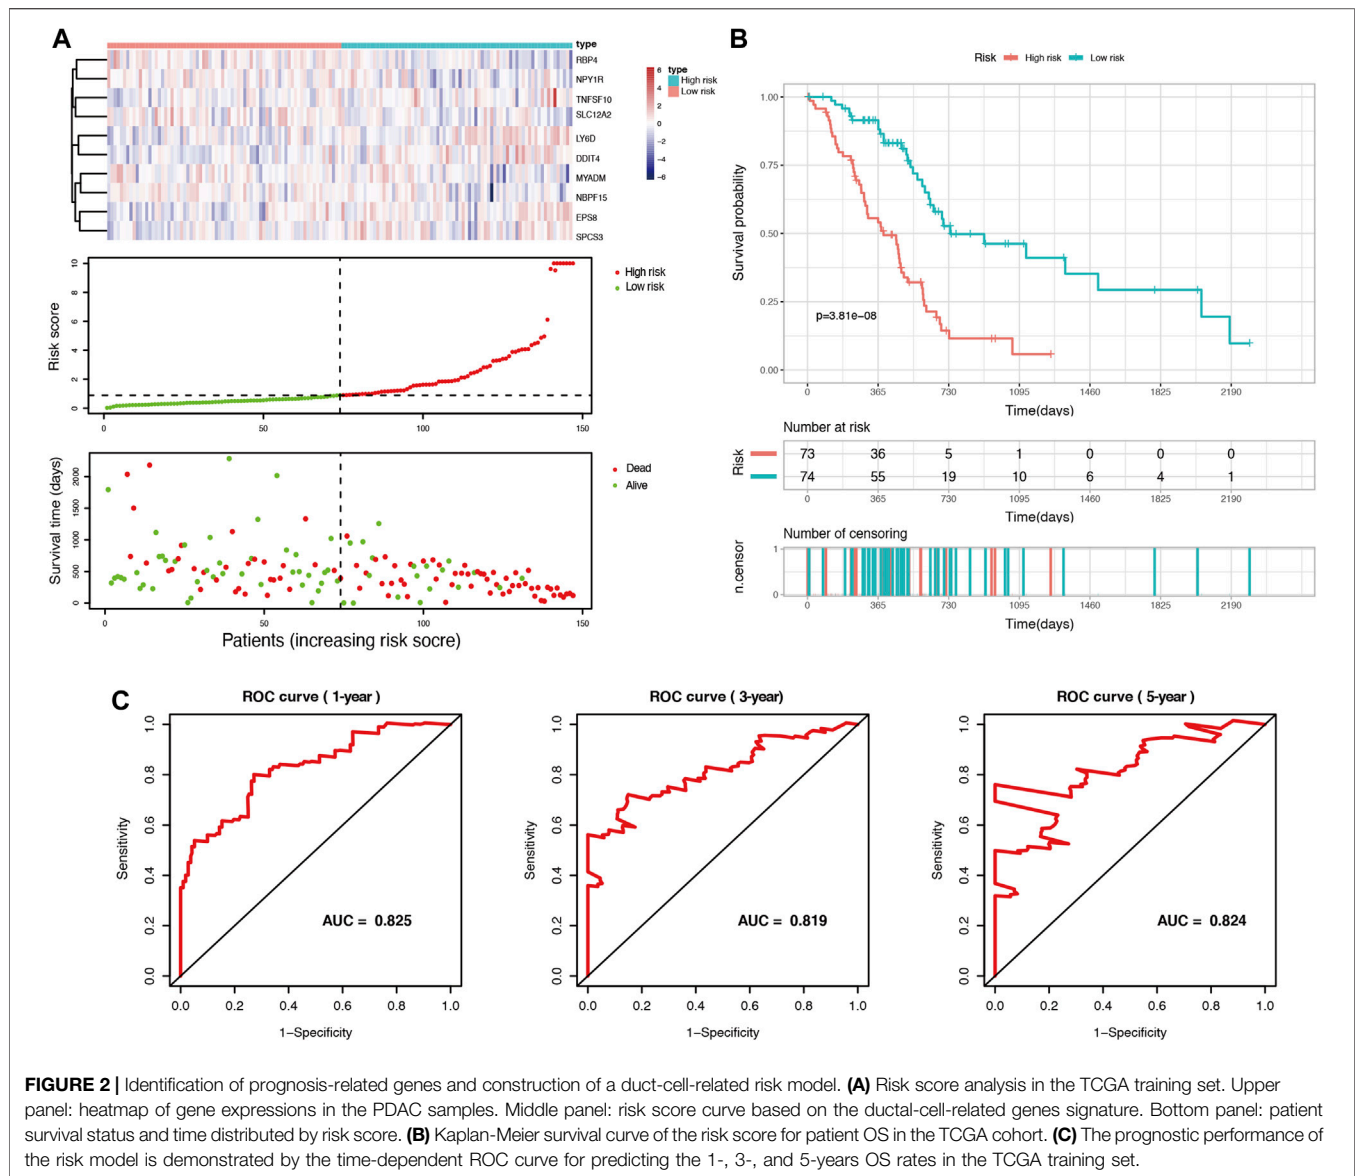 A
type
RBP4
NPY1R
TNFSF10
SLC12A2
LY6D
DDIT4
MYADM
NBPF15
EPS8
SPCS3
6
4
2
0
−2
−4
−6
type
High risk
Low risk
Risk score
10
8
6
4
2
0
0 50 100 150
High risk
Low risk
Survival time (days)
2000
1500
1000
500
0
0 50 100 150
Patients (increasing risk socre)
Dead
Alive
B
Risk High risk Low risk
Survival probability
1.00
0.75
0.50
0.25
0.00
p=3.81e−08
0 365 730 1095 1460 1825 2190
Time(days)
Number at risk
Risk
73 36 5 1 0 0 0
74 55 19 10 6 4 1
0 365 730 1095 1460 1825 2190
Time(days)
Number of censoring
n.censor
1
0
0 365 730 1095 1460 1825 2190
Time(days)
C
ROC curve ( 1-year )
Sensitivity
1.0
0.8
0.6
0.4
0.2
0.0
AUC = 0.825
0.0 0.2 0.4 0.6 0.8 1.0
1−Specificity
ROC curve ( 3-year)
Sensitivity
1.0
0.8
0.6
0.4
0.2
0.0
AUC = 0.819
0.0 0.2 0.4 0.6 0.8 1.0
1−Specificity
ROC curve ( 5-year )
Sensitivity
1.0
0.8
0.6
0.4
0.2
0.0
AUC = 0.824
0.0 0.2 0.4 0.6 0.8 1.0
1−Specificity
FIGURE 2 | Identification of prognosis-related genes and construction of a duct-cell-related risk model. (A) Risk score analysis in the TCGA training set. Upper
panel: heatmap of gene expressions in the PDAC samples. Middle panel: risk score curve based on the ductal-cell-related genes signature. Bottom panel: patient
survival status and time distributed by risk score. (B) Kaplan-Meier survival curve of the risk score for patient OS in the TCGA cohort. (C) The prognostic performance of
the risk model is demonstrated by the time-dependent ROC curve for predicting the 1-, 3-, and 5-years OS rates in the TCGA training set.